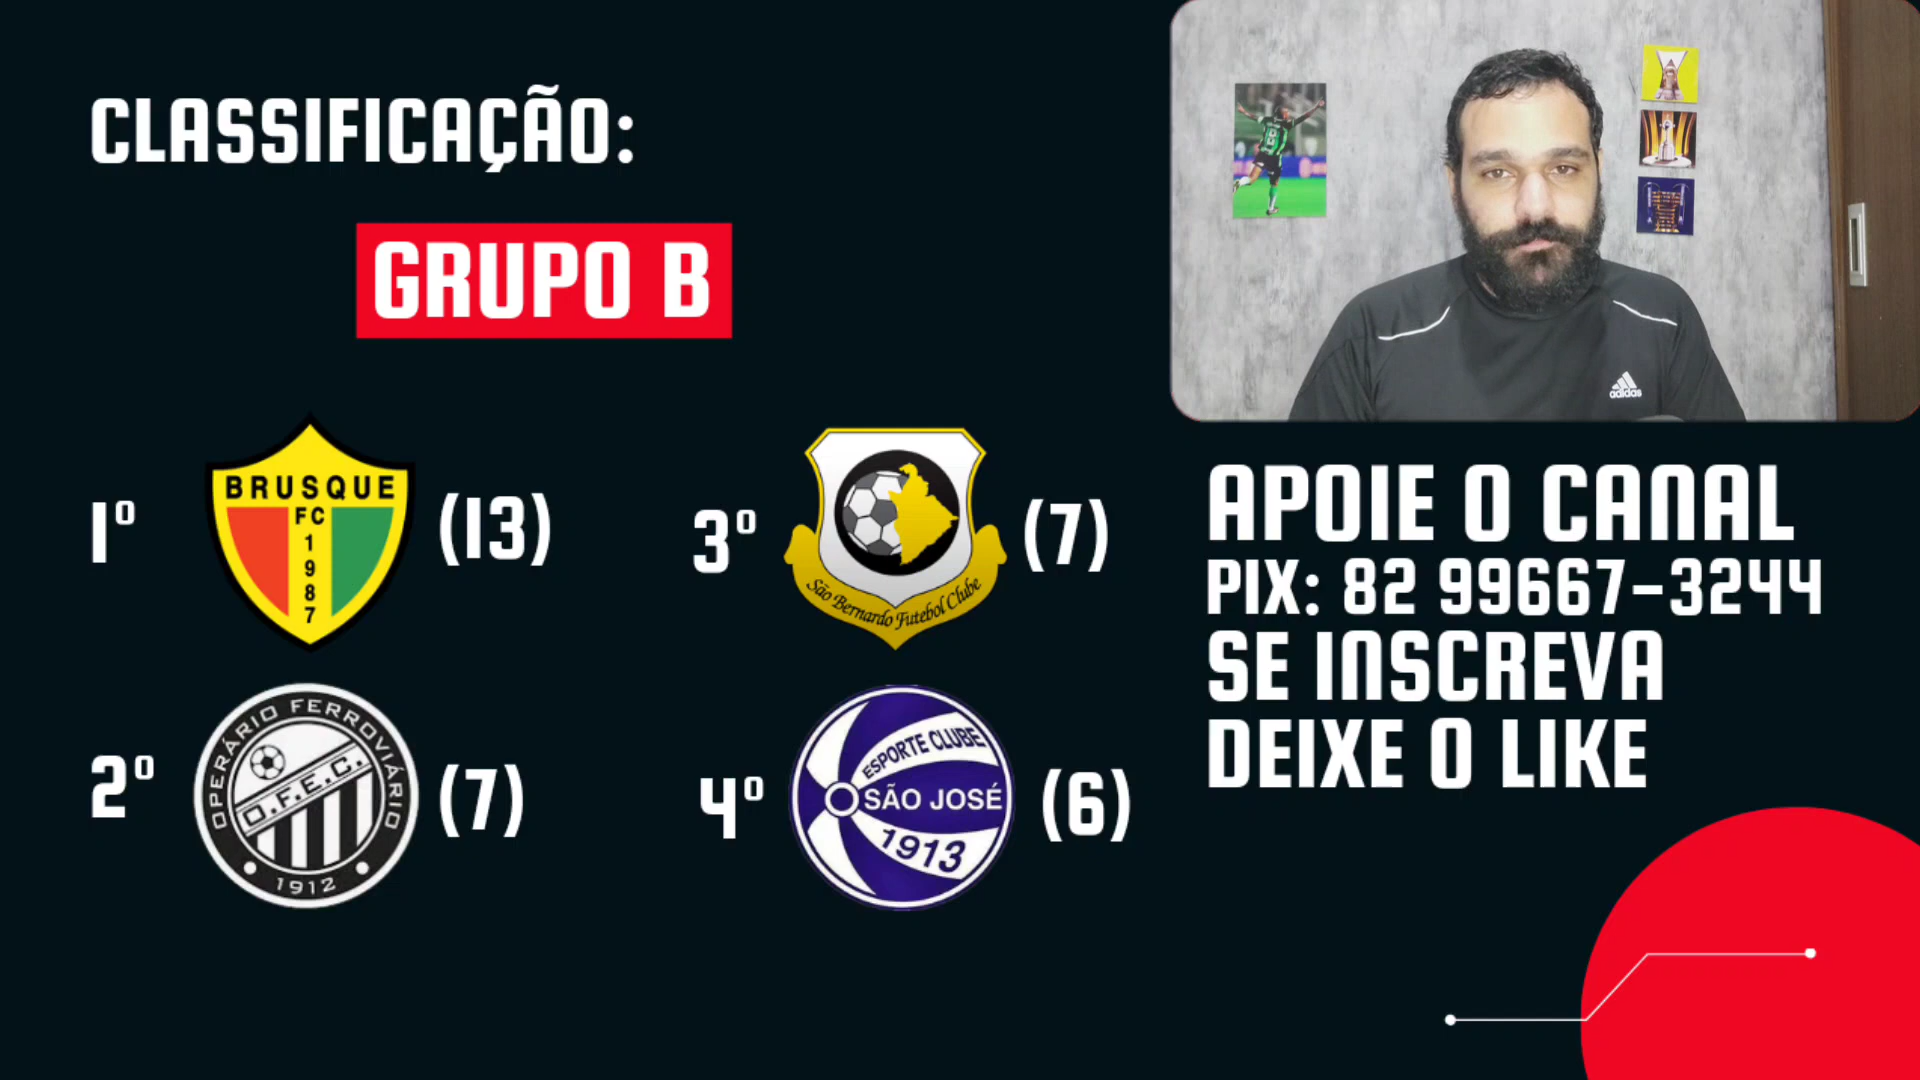 CLASSIFICAÇÃO:
GRUPO B
1º
BRUSQUE
FC
1
9
8
7
(13)
2º
OPERÁRIO FERROVIÁRIO
O.F.E.C.
1912
(7)
3º
São Bernardo Futebol Clube
(7)
4º
ESPORTE CLUBE
SÃO JOSÉ
1913
(6)
adidas
APOIE O CANAL
PIX: 82 99667-3244
SE INSCREVA
DEIXE O LIKE